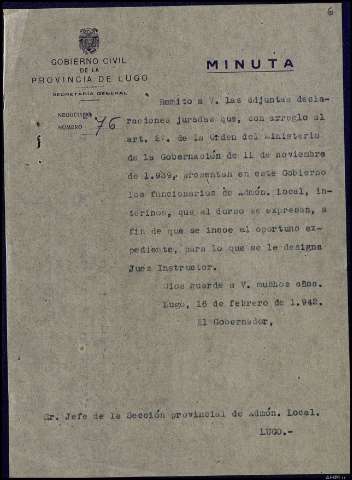 6
GOBIERNO CIVIL
DE LA
PROVINCIA DE LUGO
SECRETARÍA GENERAL
NEGOCIADO
NÚMERO 76
MINUTA
Remito a V. las adjuntas decla-
raciones juradas que, con arreglo al
art. 2º. de la Orden del Ministerio
de la Gobernación de 11 de noviembre
de 1.939, presentan en este Gobierno
los funcionarios de Admón. Local, in-
terinos, que al dorso se expresan, a
fin de que se incoe el oportuno ex-
pediente, para lo que se le designa
Juez Instructor.
Dios guarde a V. muchos años.
Lugo, 16 de febrero de 1.942.
El Gobernador,
Sr. Jefe de la Sección provincial de Admón. Local.
LUGO.-